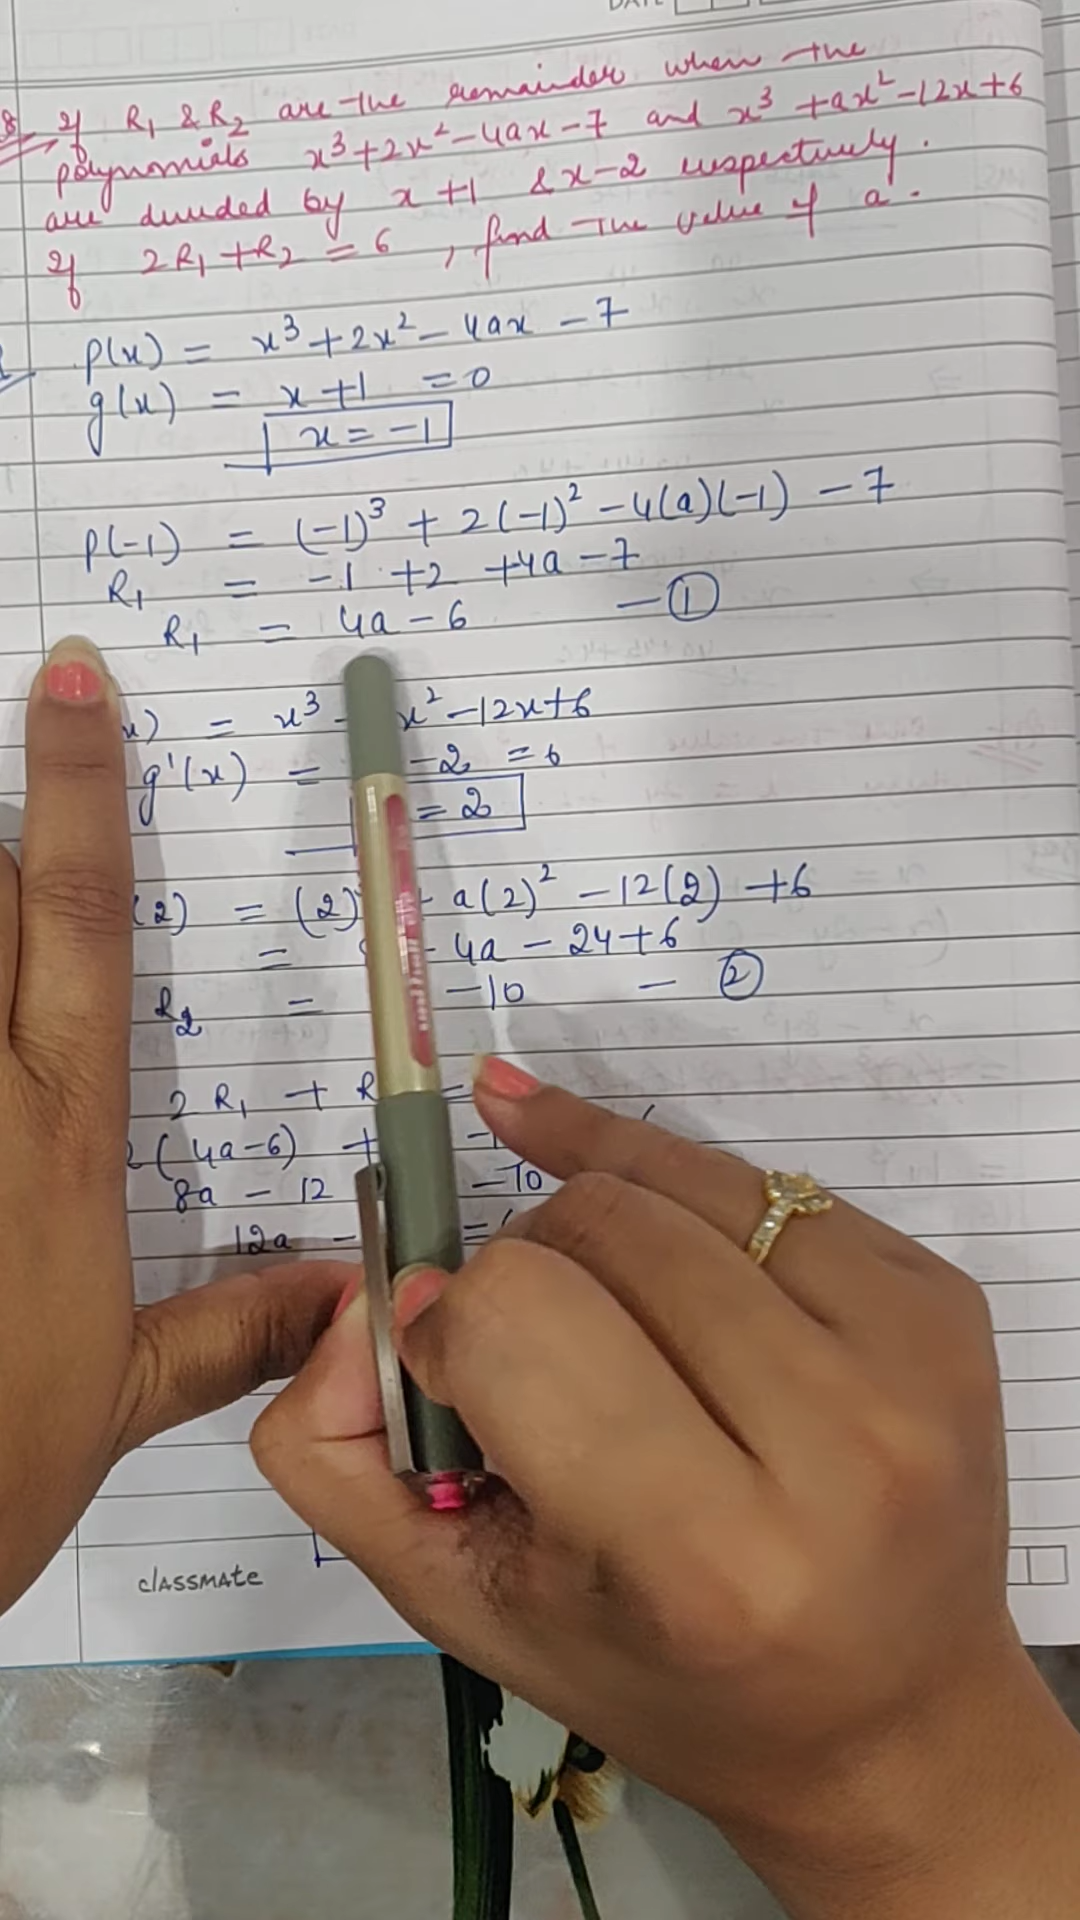 DATE
8 If R₁ & R₂ are the remainder when the
polynomials x³+2x²-4ax-7 and x³+ax²-12x+6
are divided by x+1 & x-2 respectively.
If 2R₁+R₂ = 6, find the value of a.
p(x) = x³+2x²-4ax-7
g(x) = x+1 =0
x = -1
p(-1) = (-1)³ + 2(-1)² -4(a)(-1) -7
R₁ = -1 +2 +4a-7
R₁ = 4a-6 -①
x) = x³ x²-12x+6
g'(x) = -2 =6
= 2
(2) = (2) + a(2)² -12(2) +6
= 4a - 24+6
R₂ = -10 - ②
2R₁ + R =
(4a-6) +
8a - 12 -10
12a - =
classmate